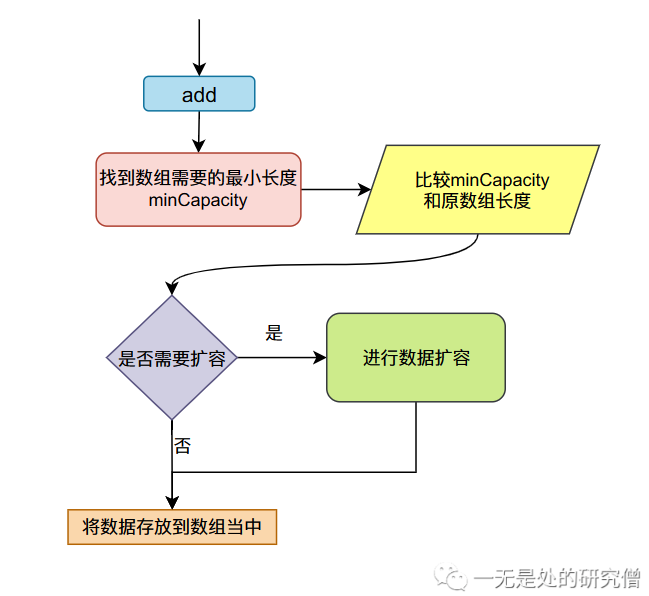 add
找到数组需要的最小长度
minCapacity
比较minCapacity
和原数组长度
是否需要扩容
是
进行数据扩容
否
将数据存放到数组当中
一无是处的研究僧